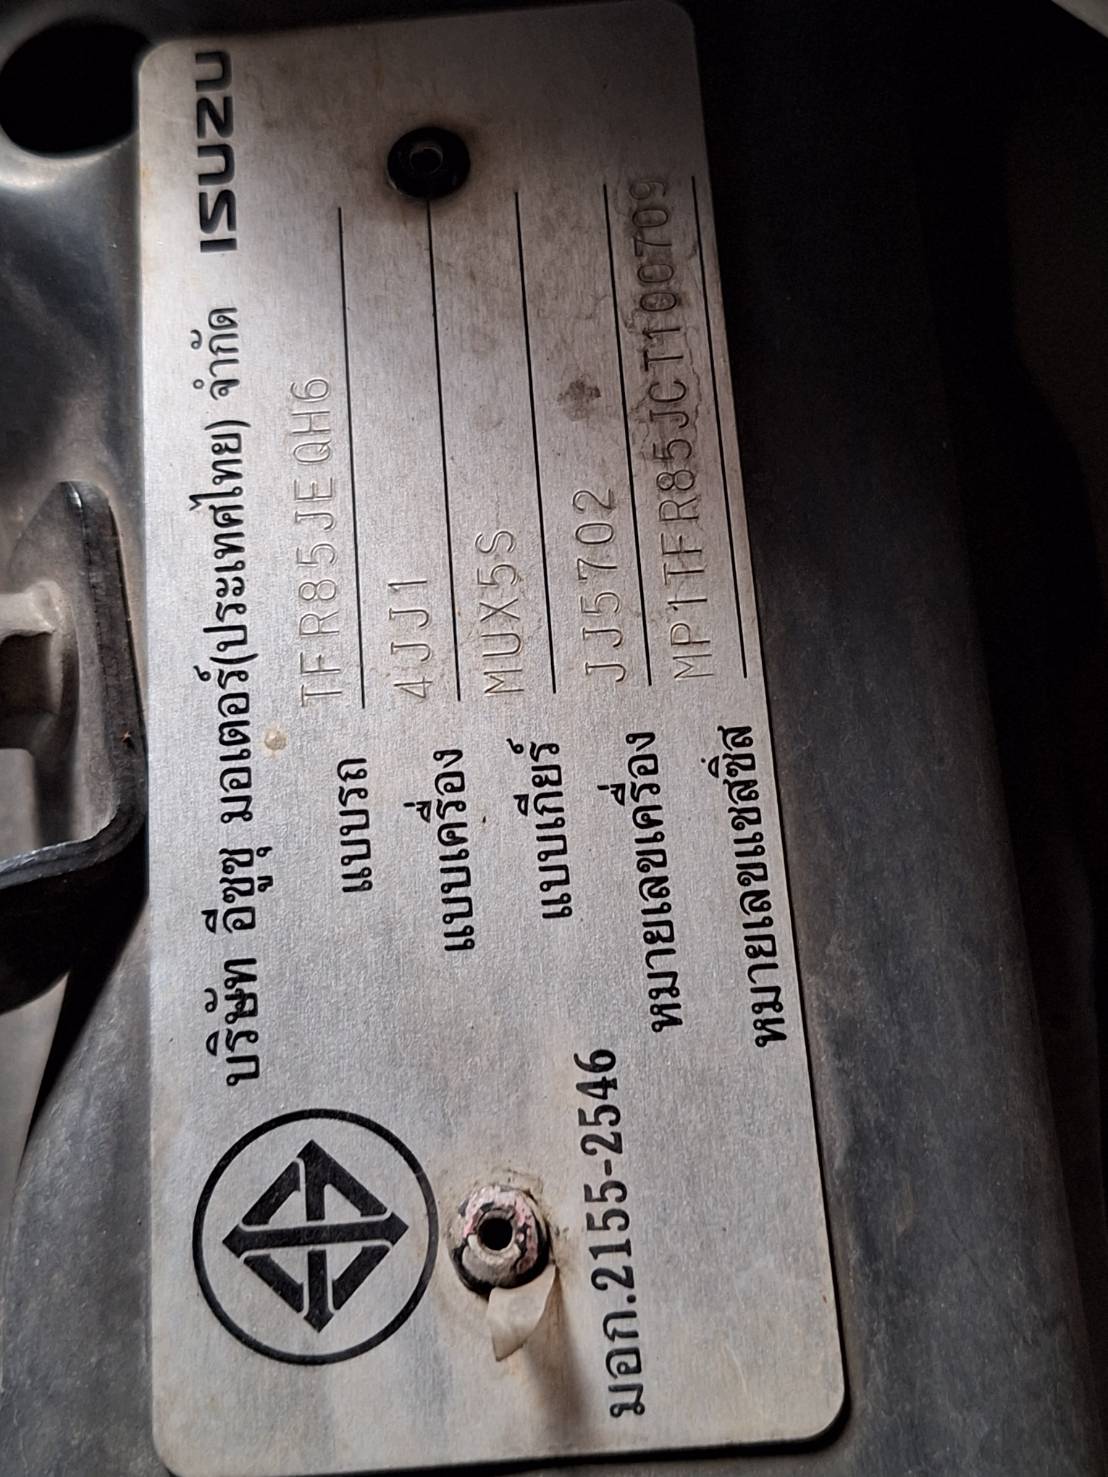 บริษัท อีซูซุ มอเตอร์(ประเทศไทย) จำกัด ISUZU
แบบรถ TFR85JEQH6
แบบเครื่อง 4JJ1
แบบเกียร์ MUX5S
หมายเลขเครื่อง JJ5702
หมายเลขแชสซีส MP1TFR85JCT100709
มอก.2155-2546